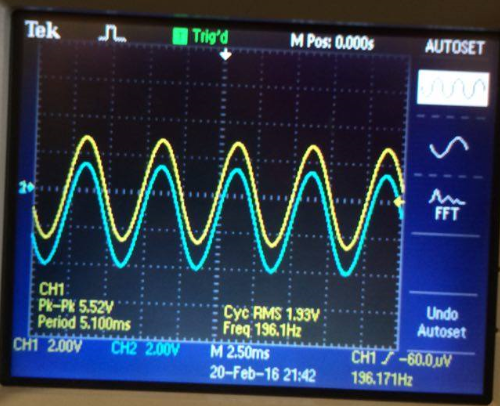 Tek Trig'd M Pos: 0.000s AUTOSET
2
FFT
CH1
Pk-Pk 5.52V Cyc RMS 1.93V
Period 5.100ms Freq 196.1Hz
Undo
Autoset
CH1 2.00V CH2 2.00V M 2.50ms CH1 -60.0uV
20-Feb-16 21:42 196.171Hz